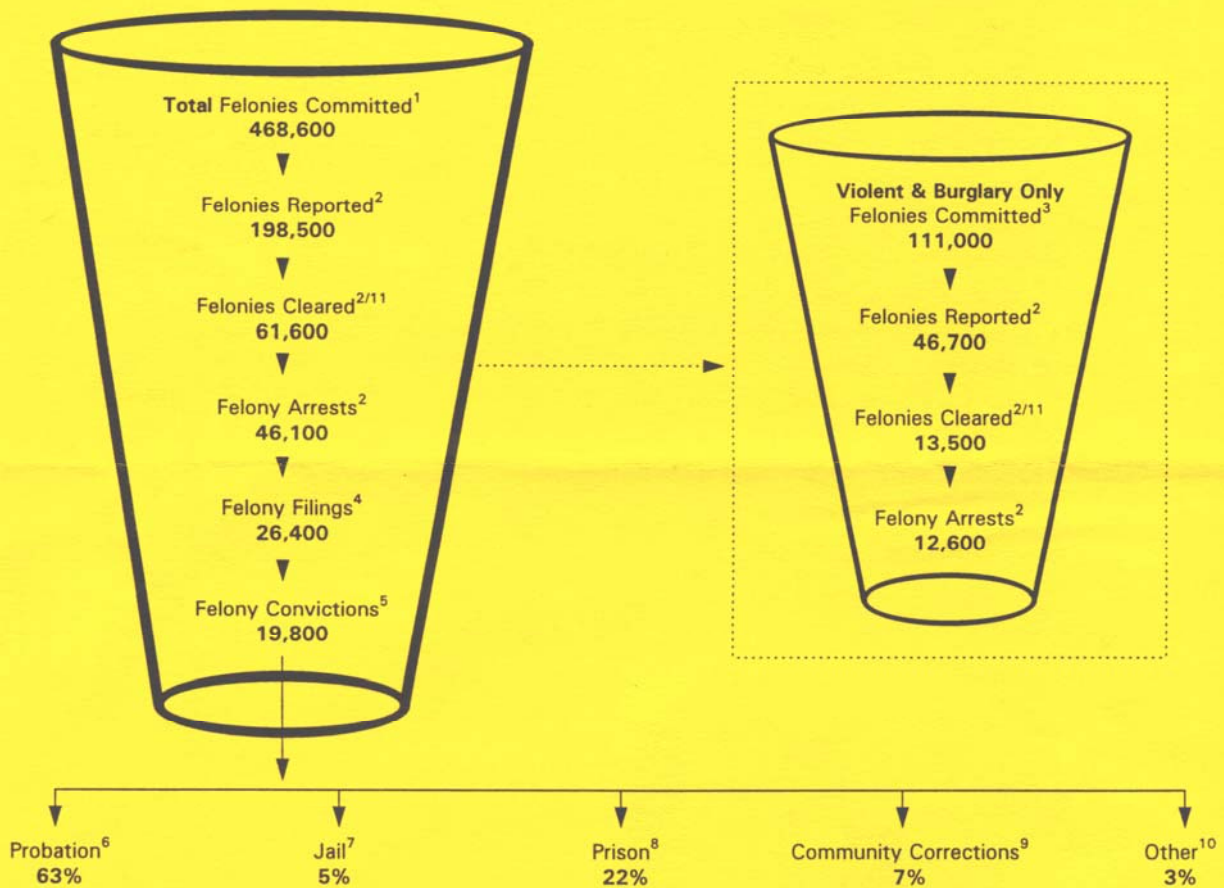 Total Felonies Committed1
468,600
Felonies Reported2
198,500
Felonies Cleared2/11
61,600
Felony Arrests2
46,100
Felony Filings4
26,400
Felony Convictions5
19,800
Violent & Burglary Only
Felonies Committed3
111,000
Felonies Reported2
46,700
Felonies Cleared2/11
13,500
Felony Arrests2
12,600
Probation6
63%
Jail7
5%
Prison8
22%
Community Corrections9
7%
Other10
3%